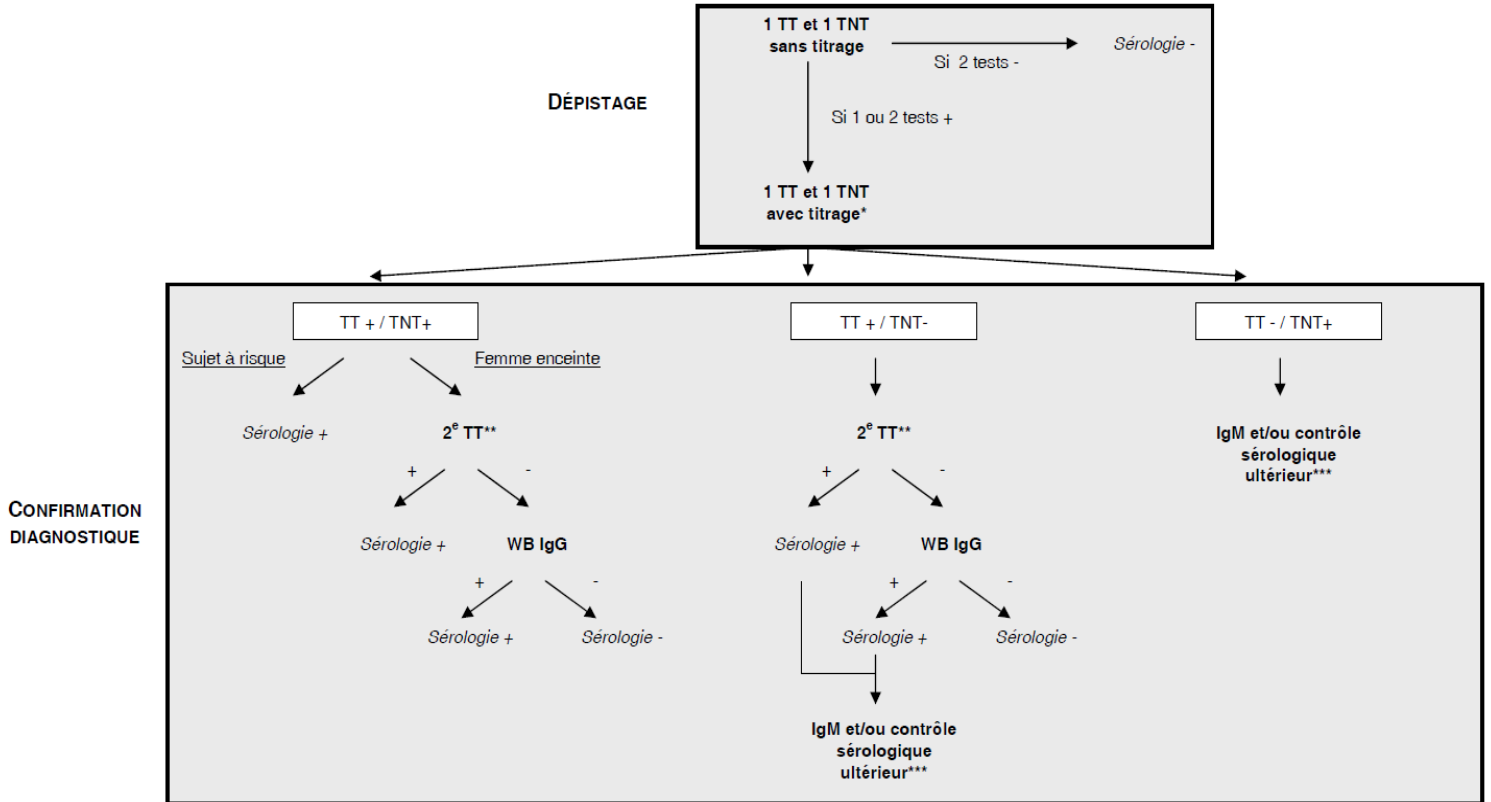 1 TT et 1 TNT
sans titrage
Si 2 tests -
Sérologie -
DÉPISTAGE
Si 1 ou 2 tests +
1 TT et 1 TNT
avec titrage*
TT + / TNT+
TT + / TNT-
TT - / TNT+
Sujet à risque
Femme enceinte
Sérologie +
2e TT**
2e TT**
IgM et/ou contrôle
sérologique
ultérieur***
+
-
+
-
CONFIRMATION
DIAGNOSTIQUE
Sérologie +
WB IgG
Sérologie +
WB IgG
+
-
+
-
Sérologie +
Sérologie -
Sérologie +
Sérologie -
IgM et/ou contrôle
sérologique
ultérieur***